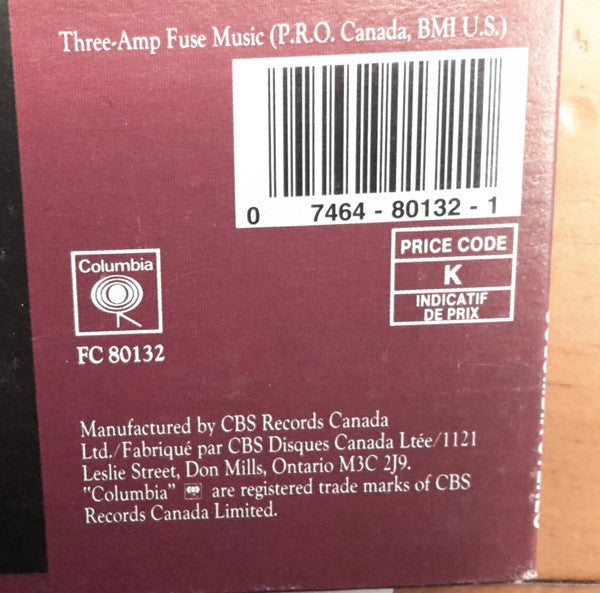 Three-Amp Fuse Music (P.R.O. Canada, BMI U.S.)
0 7464 - 80132 - 1
PRICE CODE
K
INDICATIF
DE PRIX
Columbia
FC 80132
Manufactured by CBS Records Canada
Ltd./Fabriqué par CBS Disques Canada Ltée/1121
Leslie Street, Don Mills, Ontario M3C 2J9.
"Columbia" are registered trade marks of CBS
Records Canada Limited.